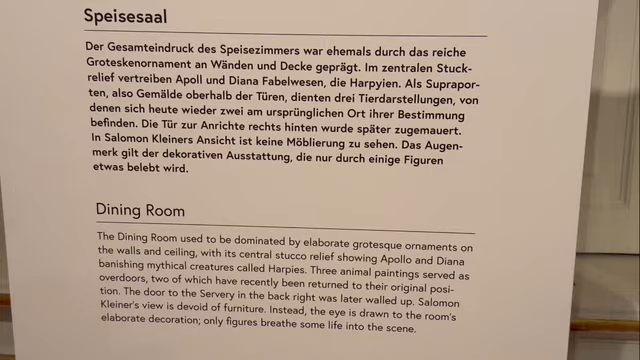 Speisesaal
Der Gesamteindruck des Speisezimmers war ehemals durch das reiche
Groteskenornament an Wänden und Decke geprägt. Im zentralen Stuck-
relief vertreiben Apoll und Diana Fabelwesen, die Harpyien. Als Suprapor-
ten, also Gemälde oberhalb der Türen, dienten drei Tierdarstellungen, von
denen sich heute wieder zwei am ursprünglichen Ort ihrer Bestimmung
befinden. Die Tür zur Anrichte rechts hinten wurde später zugemauert.
In Salomon Kleiners Ansicht ist keine Möblierung zu sehen. Das Augen-
merk gilt der dekorativen Ausstattung, die nur durch einige Figuren
etwas belebt wird.
Dining Room
The Dining Room used to be dominated by elaborate grotesque ornaments on
the walls and ceiling, with its central stucco relief showing Apollo and Diana
banishing mythical creatures called Harpies. Three animal paintings served as
overdoors, two of which have recently been returned to their original posi-
tion. The door to the Servery in the back right was later walled up. Salomon
Kleiner's view is devoid of furniture. Instead, the eye is drawn to the room's
elaborate decoration; only figures breathe some life into the scene.